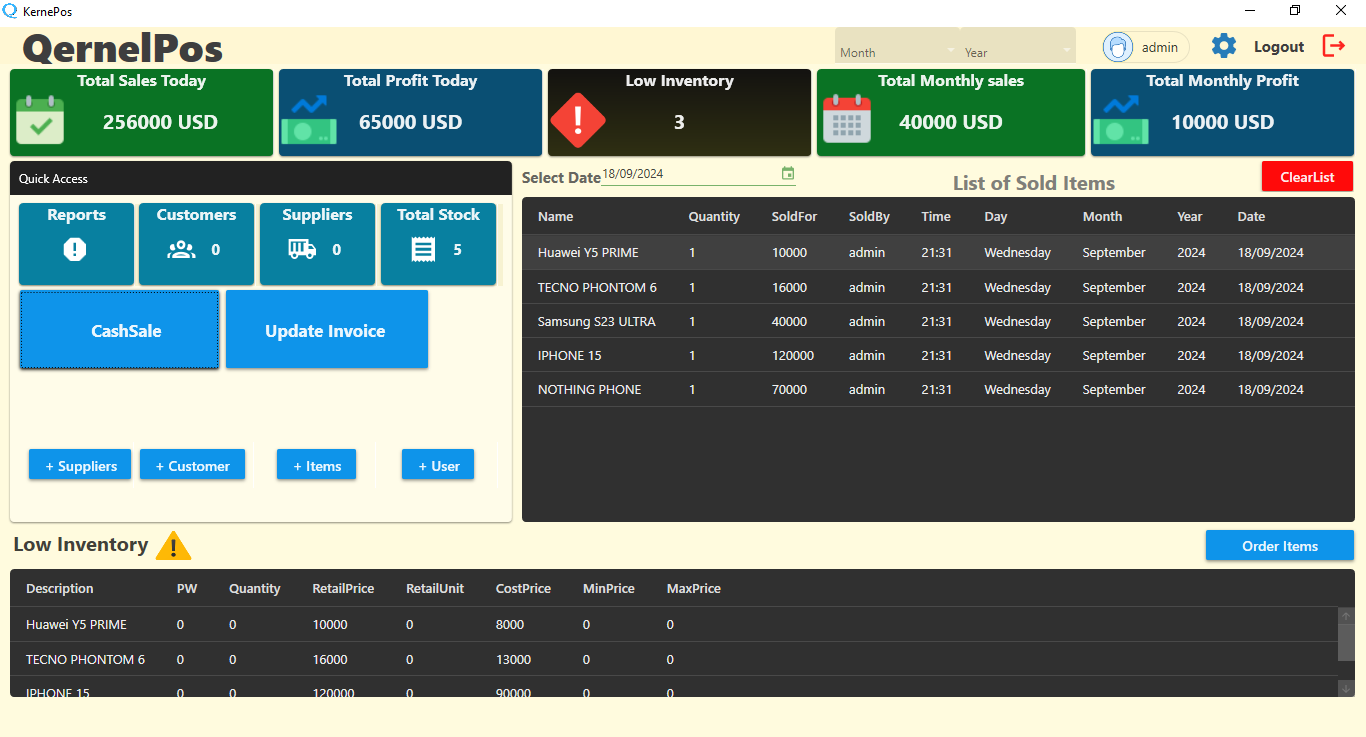 KernePos
QernelPos
Month Year admin Logout
Total Sales Today
256000 USD
Total Profit Today
65000 USD
Low Inventory
3
Total Monthly sales
40000 USD
Total Monthly Profit
10000 USD
Quick Access
Reports
Customers
0
Suppliers
0
Total Stock
5
CashSale
Update Invoice
+ Suppliers
+ Customer
+ Items
+ User
Select Date 18/09/2024
List of Sold Items
ClearList
Name Quantity SoldFor SoldBy Time Day Month Year Date
Huawei Y5 PRIME 1 10000 admin 21:31 Wednesday September 2024 18/09/2024
TECNO PHONTOM 6 1 16000 admin 21:31 Wednesday September 2024 18/09/2024
Samsung S23 ULTRA 1 40000 admin 21:31 Wednesday September 2024 18/09/2024
IPHONE 15 1 120000 admin 21:31 Wednesday September 2024 18/09/2024
NOTHING PHONE 1 70000 admin 21:31 Wednesday September 2024 18/09/2024
Low Inventory
Order Items
Description PW Quantity RetailPrice RetailUnit CostPrice MinPrice MaxPrice
Huawei Y5 PRIME 0 0 10000 0 8000 0 0
TECNO PHONTOM 6 0 0 16000 0 13000 0 0
IPHONE 15 0 0 120000 0 90000 0 0